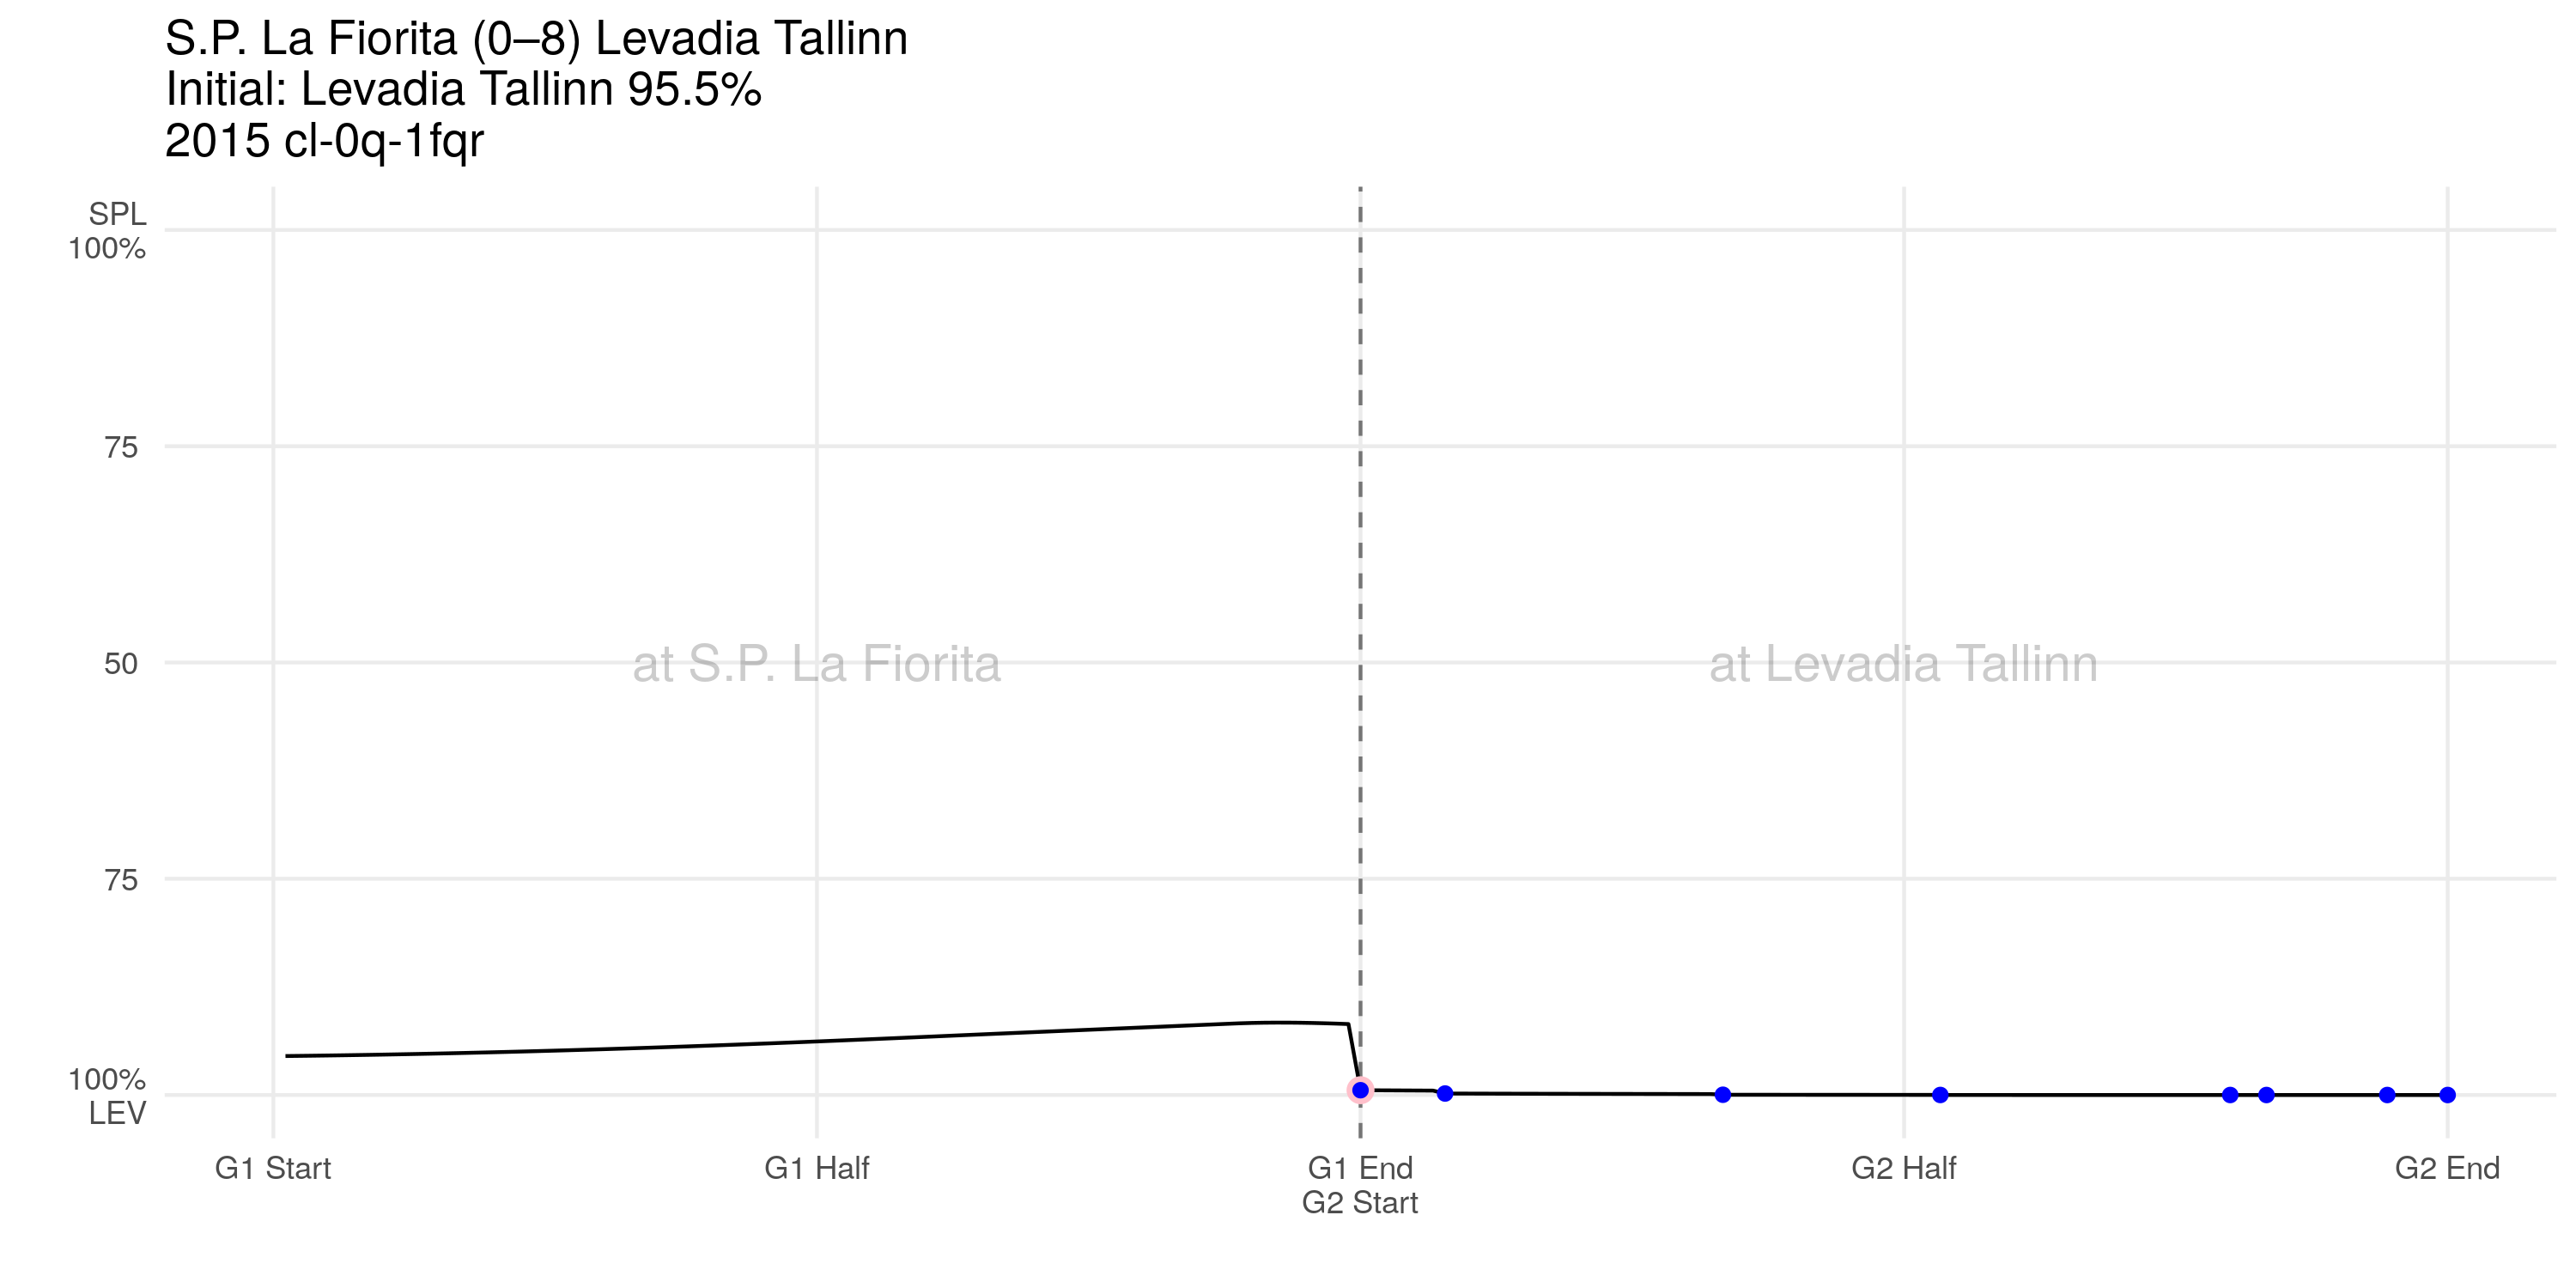 S.P. La Fiorita (0–8) Levadia Tallinn
Initial: Levadia Tallinn 95.5%
2015 cl-0q-1fqr
SPL
100%
75
50
75
100%
LEV
at S.P. La Fiorita
at Levadia Tallinn
G1 Start
G1 Half
G1 End
G2 Start
G2 Half
G2 End